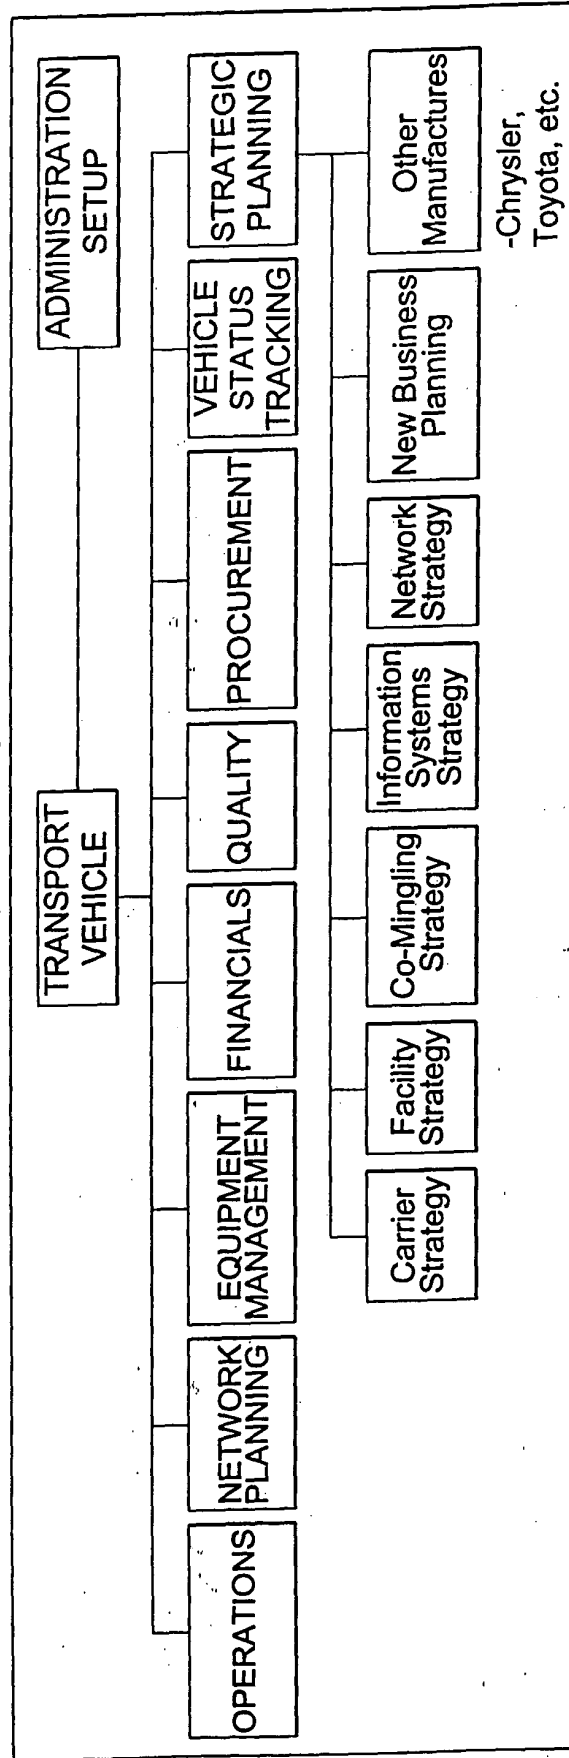 TRANSPORT
VEHICLE
ADMINISTRATION
SETUP
OPERATIONS
NETWORK
PLANNING
EQUIPMENT
MANAGEMENT
FINANCIALS
QUALITY
PROCUREMENT
VEHICLE
STATUS
TRACKING
STRATEGIC
PLANNING
Carrier
Strategy
Facility
Strategy
Co-Mingling
Strategy
Information
Systems
Strategy
Network
Strategy
New Business
Planning
Other
Manufactures
-Chrysler,
Toyota, etc.